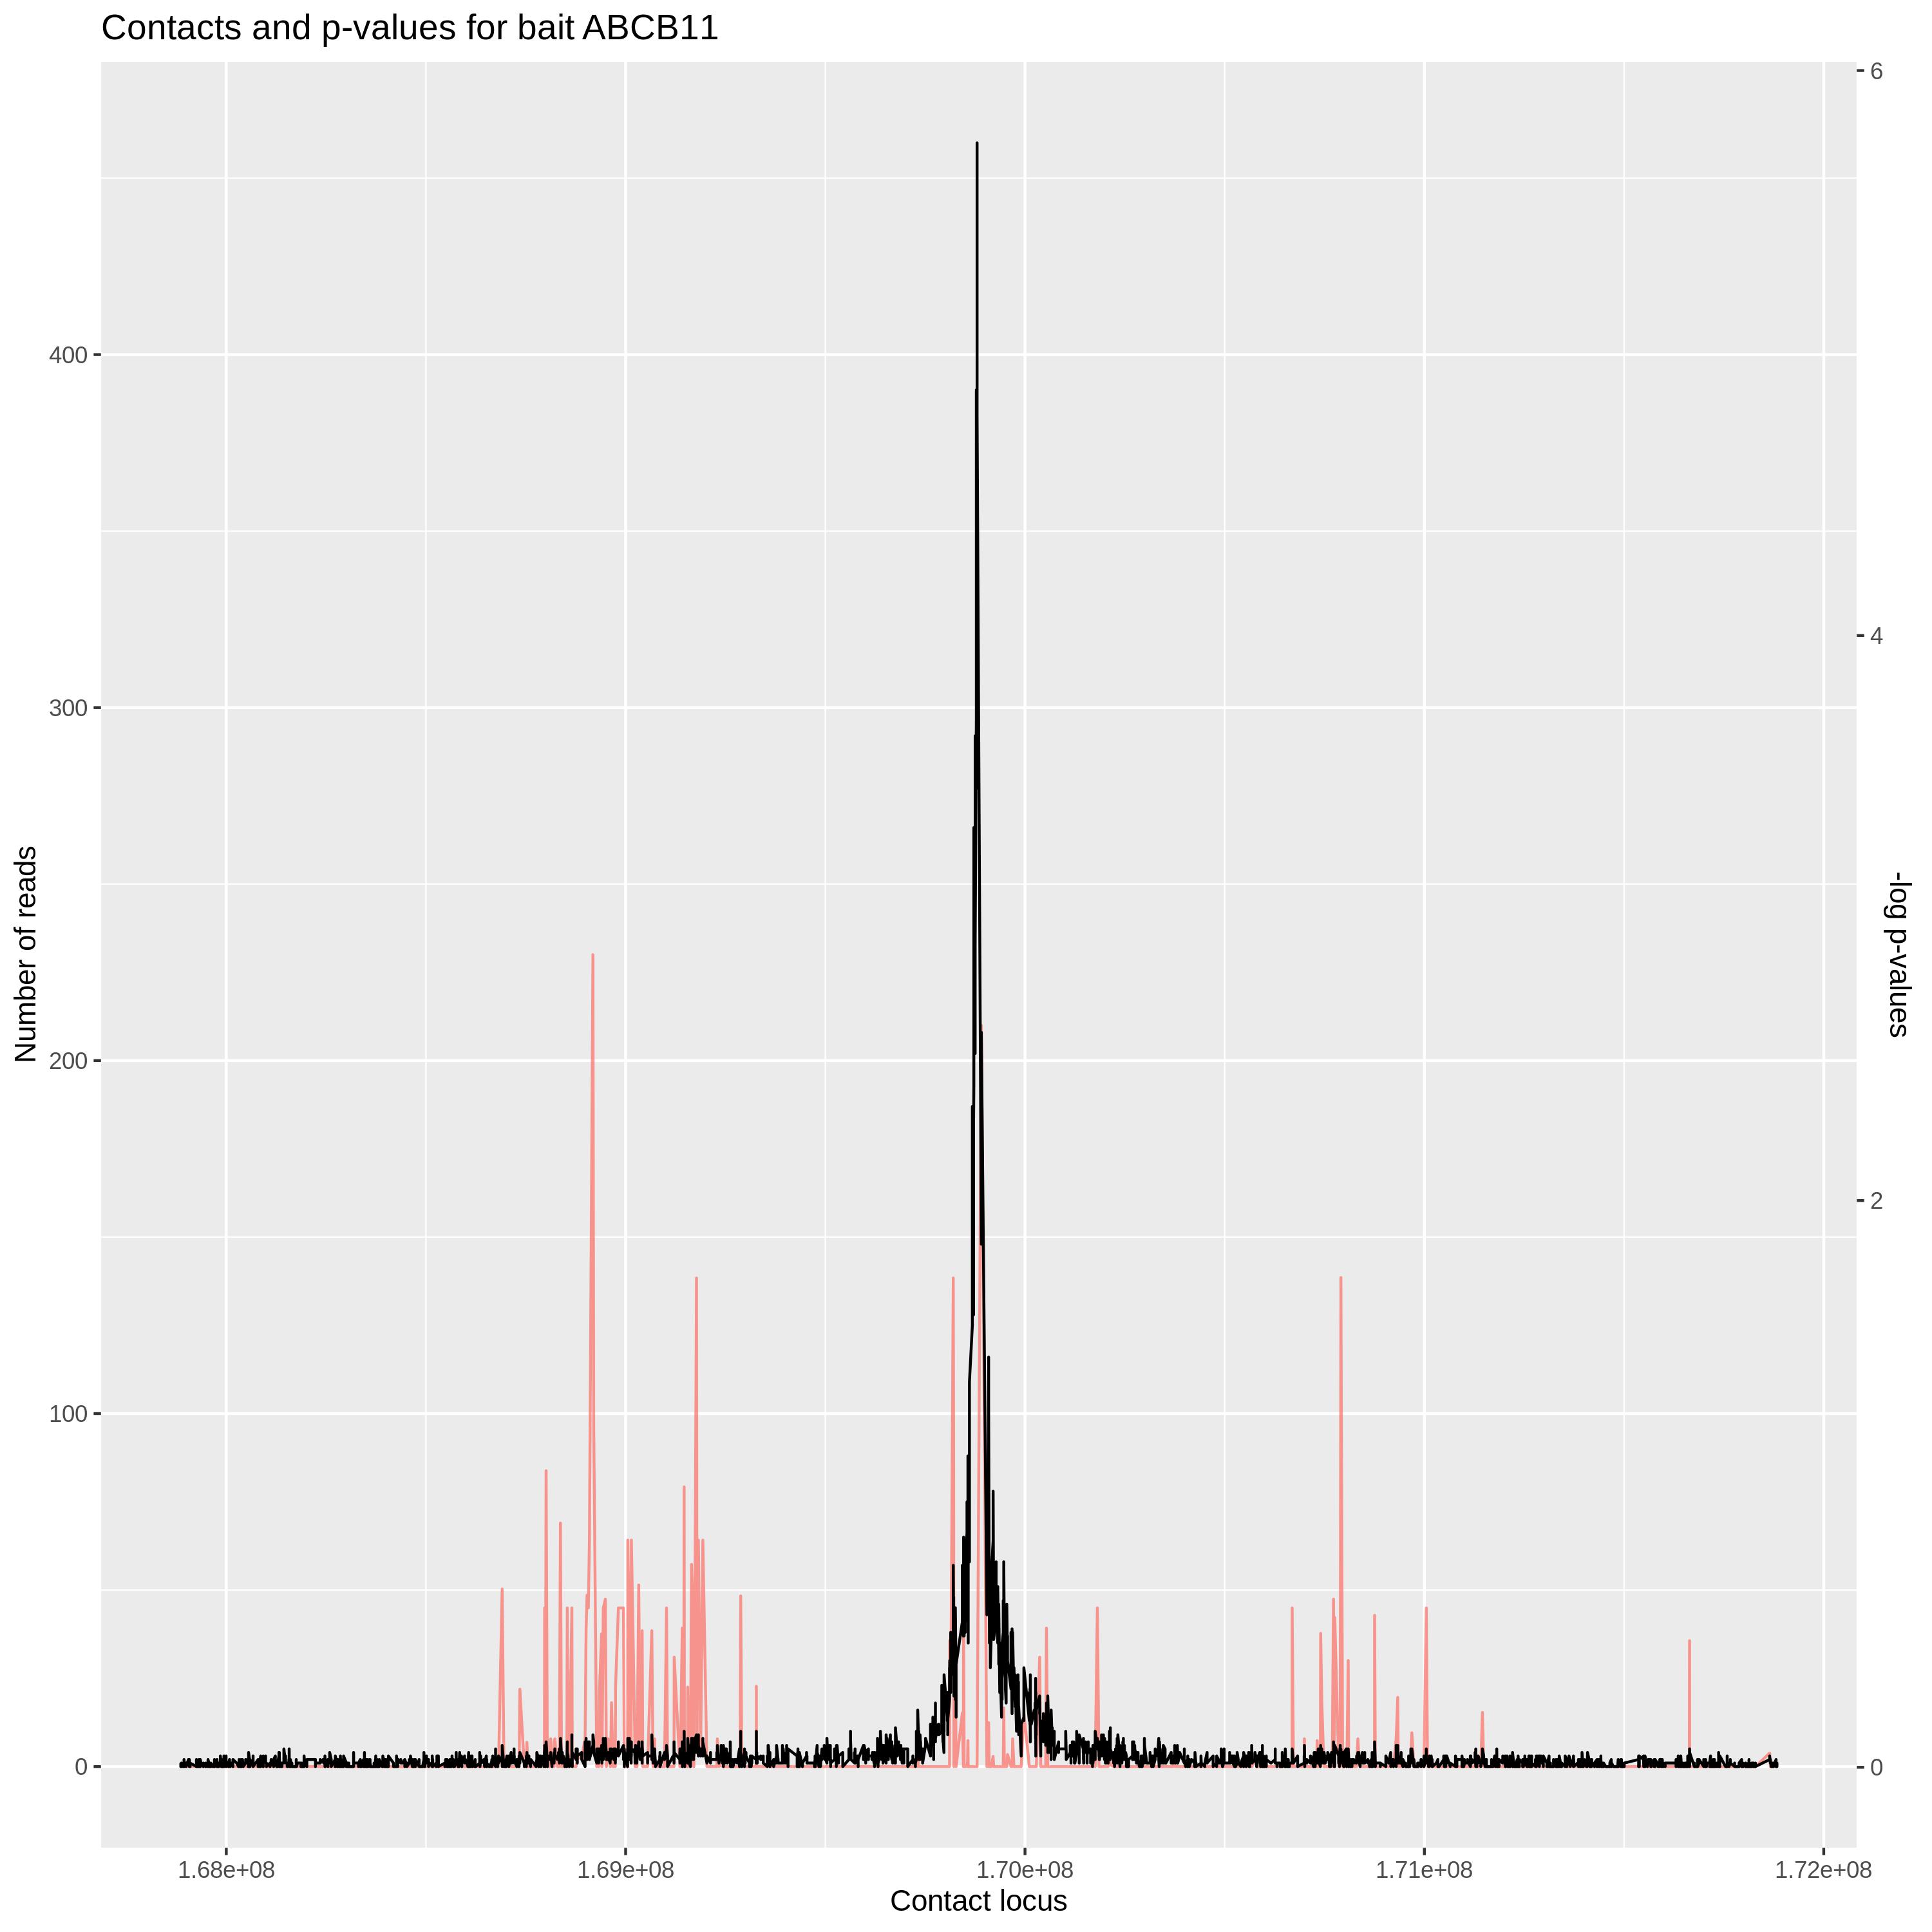 Contacts and p-values for bait ABCB11
6
400
4
300
Number of reads
-log p-values
200
2
100
0
0
1.68e+08
1.69e+08
1.70e+08
1.71e+08
1.72e+08
Contact locus